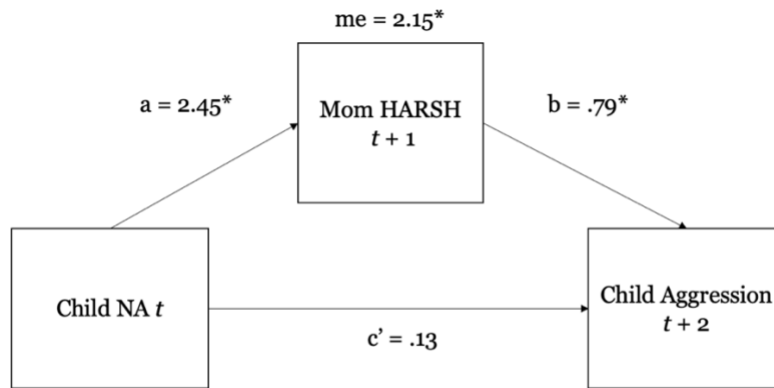 me = 2.15*
a = 2.45*
Mom HARSH
t + 1
b = .79*
Child NA t
c’ = .13
Child Aggression
t + 2